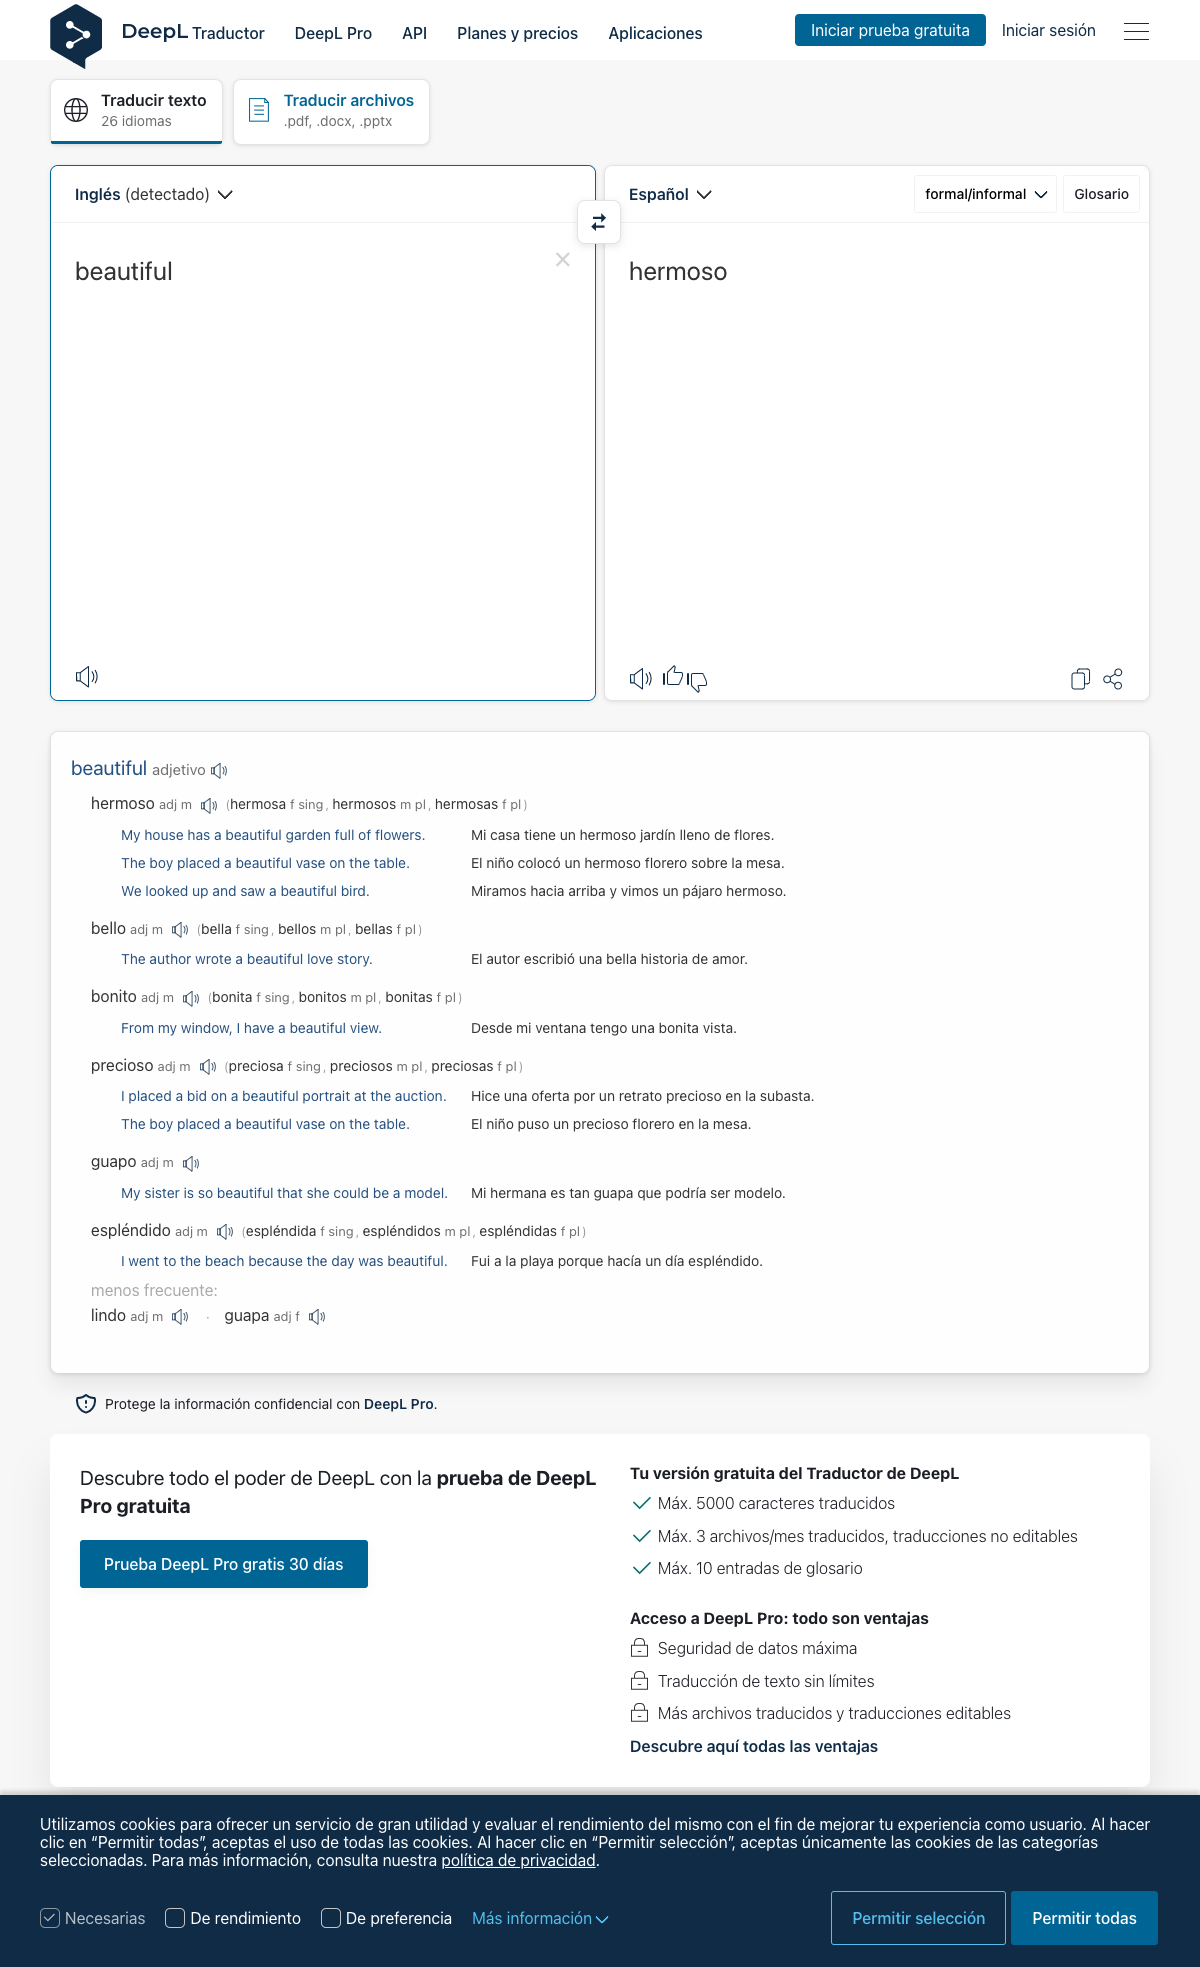 DeepL Traductor DeepL Pro API Planes y precios Aplicaciones Iniciar prueba gratuita Iniciar sesión
Traducir texto
26 idiomas
Traducir archivos
.pdf, .docx, .pptx
Inglés (detectado)
Español formal/informal Glosario
beautiful
hermoso
beautiful adjetivo
hermoso adj m (hermosa f sing, hermosos m pl, hermosas f pl)
My house has a beautiful garden full of flowers. Mi casa tiene un hermoso jardín lleno de flores.
The boy placed a beautiful vase on the table. El niño colocó un hermoso florero sobre la mesa.
We looked up and saw a beautiful bird. Miramos hacia arriba y vimos un pájaro hermoso.
bello adj m (bella f sing, bellos m pl, bellas f pl)
The author wrote a beautiful love story. El autor escribió una bella historia de amor.
bonito adj m (bonita f sing, bonitos m pl, bonitas f pl)
From my window, I have a beautiful view. Desde mi ventana tengo una bonita vista.
precioso adj m (preciosa f sing, preciosos m pl, preciosas f pl)
I placed a bid on a beautiful portrait at the auction. Hice una oferta por un retrato precioso en la subasta.
The boy placed a beautiful vase on the table. El niño puso un precioso florero en la mesa.
guapo adj m
My sister is so beautiful that she could be a model. Mi hermana es tan guapa que podría ser modelo.
espléndido adj m (espléndida f sing, espléndidos m pl, espléndidas f pl)
I went to the beach because the day was beautiful. Fui a la playa porque hacía un día espléndido.
menos frecuente:
lindo adj m · guapa adj f
Protege la información confidencial con DeepL Pro.
Descubre todo el poder de DeepL con la prueba de DeepL
Pro gratuita
Prueba DeepL Pro gratis 30 días
Tu versión gratuita del Traductor de DeepL
Máx. 5000 caracteres traducidos
Máx. 3 archivos/mes traducidos, traducciones no editables
Máx. 10 entradas de glosario
Acceso a DeepL Pro: todo son ventajas
Seguridad de datos máxima
Traducción de texto sin límites
Más archivos traducidos y traducciones editables
Descubre aquí todas las ventajas
Utilizamos cookies para ofrecer un servicio de gran utilidad y evaluar el rendimiento del mismo con el fin de mejorar tu experiencia como usuario. Al hacer
clic en “Permitir todas”, aceptas el uso de todas las cookies. Al hacer clic en “Permitir selección”, aceptas únicamente las cookies de las categorías
seleccionadas. Para más información, consulta nuestra política de privacidad.
Necesarias De rendimiento De preferencia Más información Permitir selección Permitir todas